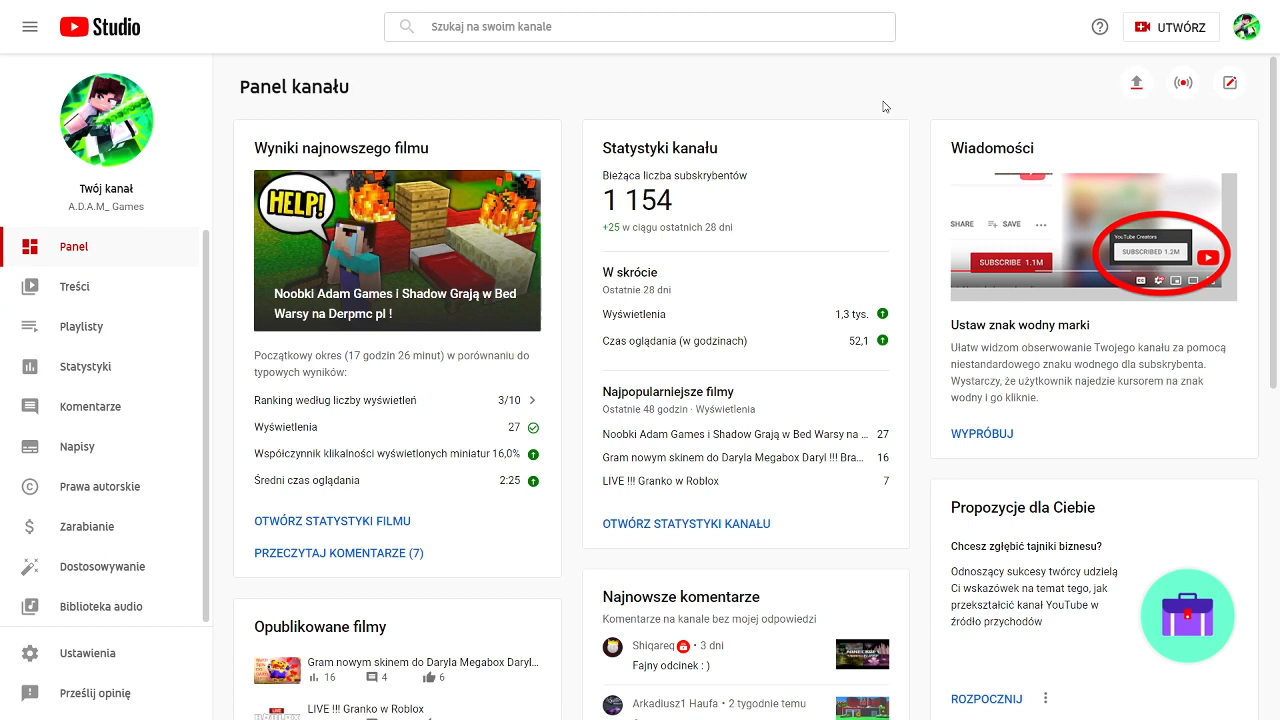 Studio
Szukaj na swoim kanale
UTWÓRZ
Twój kanał
A.D.A.M_ Games
Panel
Treści
Playlisty
Statystyki
Komentarze
Napisy
Prawa autorskie
Zarabianie
Dostosowywanie
Biblioteka audio
Ustawienia
Prześlij opinię
Panel kanału
Wyniki najnowszego filmu
HELP!
Noobki Adam Games i Shadow Grają w Bed
Warsy na Derpmc pl !
Początkowy okres (17 godzin 26 minut) w porównaniu do
typowych wyników:
Ranking według liczby wyświetleń 3/10
Wyświetlenia 27
Współczynnik klikalności wyświetlonych miniatur 16,0%
Średni czas oglądania 2:25
OTWÓRZ STATYSTYKI FILMU
PRZECZYTAJ KOMENTARZE (7)
Opublikowane filmy
Gram nowym skinem do Daryla Megabox Daryl...
16 4 6
LIVE !!! Granko w Roblox
Statystyki kanału
Bieżąca liczba subskrybentów
1 154
+25 w ciągu ostatnich 28 dni
W skrócie
Ostatnie 28 dni
Wyświetlenia 1,3 tys.
Czas oglądania (w godzinach) 52,1
Najpopularniejsze filmy
Ostatnie 48 godzin · Wyświetlenia
Noobki Adam Games i Shadow Grają w Bed Warsy na ... 27
Gram nowym skinem do Daryla Megabox Daryl !!! Bra... 16
LIVE !!! Granko w Roblox 7
OTWÓRZ STATYSTYKI KANAŁU
Najnowsze komentarze
Komentarze na kanale bez mojej odpowiedzi
Shiqareq • 3 dni
Fajny odcinek : )
Arkadiusz1 Haufa • 2 tygodnie temu
Wiadomości
SHARE SAVE
YouTube Creators
SUBSCRIBED 1.2M
SUBSCRIBE 1.1M
Ustaw znak wodny marki
Ułatw widzom obserwowanie Twojego kanału za pomocą
niestandardowego znaku wodnego dla subskrybenta.
Wystarczy, że użytkownik najedzie kursorem na znak
wodny i go kliknie.
WYPRÓBUJ
Propozycje dla Ciebie
Chcesz zgłębić tajniki biznesu?
Odnoszący sukcesy twórcy udzielą
Ci wskazówek na temat tego, jak
przekształcić kanał YouTube w
źródło przychodów
ROZPOCZNIJ